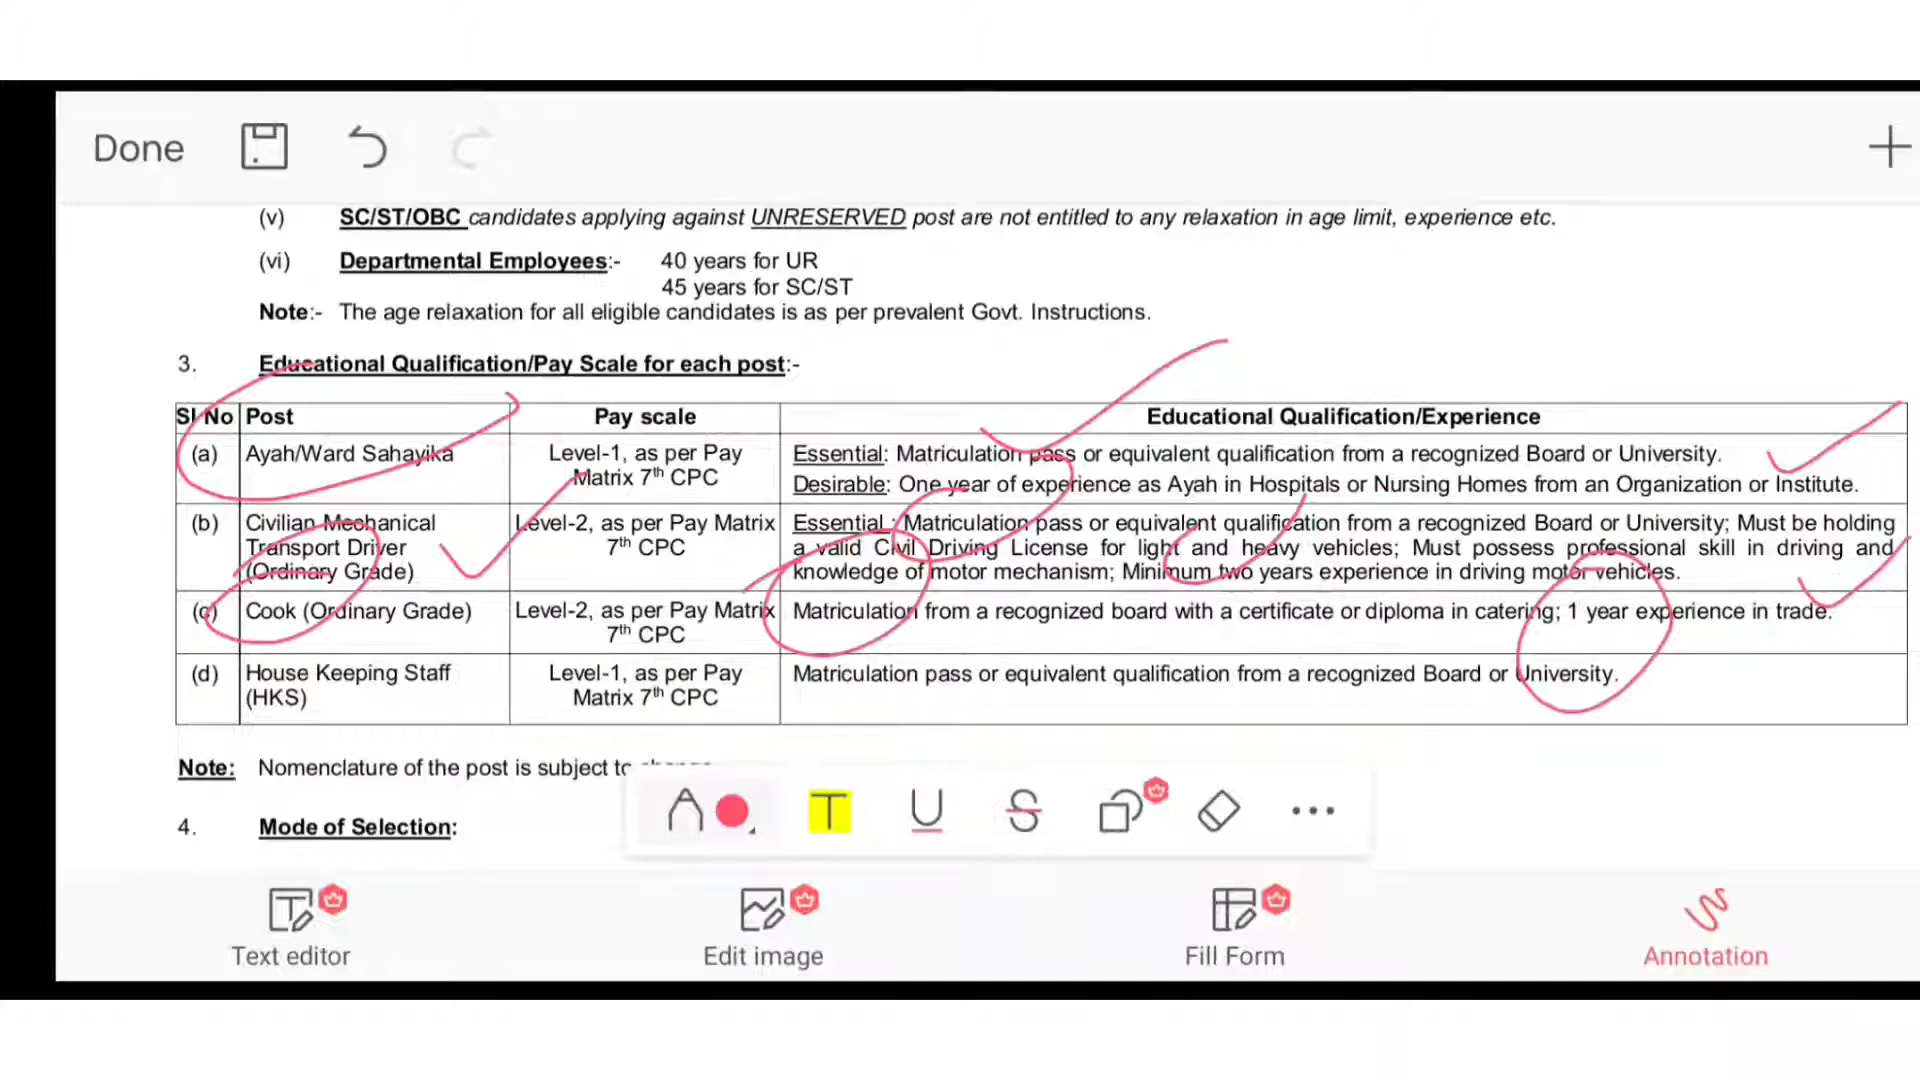 Done
(v) SC/ST/OBC candidates applying against UNRESERVED post are not entitled to any relaxation in age limit, experience etc.
(vi) Departmental Employees:- 40 years for UR
45 years for SC/ST
Note:- The age relaxation for all eligible candidates is as per prevalent Govt. Instructions.
3. Educational Qualification/Pay Scale for each post:-
Sl No Post Pay scale Educational Qualification/Experience
(a) Ayah/Ward Sahayika Level-1, as per Pay Essential: Matriculation pass or equivalent qualification from a recognized Board or University.
Matrix 7th CPC Desirable: One year of experience as Ayah in Hospitals or Nursing Homes from an Organization or Institute.
(b) Civilian Mechanical Level-2, as per Pay Matrix Essential : Matriculation pass or equivalent qualification from a recognized Board or University; Must be holding
Transport Driver 7th CPC a valid Civil Driving License for light and heavy vehicles; Must possess professional skill in driving and
(Ordinary Grade) knowledge of motor mechanism; Minimum two years experience in driving motor vehicles.
(c) Cook (Ordinary Grade) Level-2, as per Pay Matrix Matriculation from a recognized board with a certificate or diploma in catering; 1 year experience in trade.
7th CPC
(d) House Keeping Staff Level-1, as per Pay Matriculation pass or equivalent qualification from a recognized Board or University.
(HKS) Matrix 7th CPC
Note: Nomenclature of the post is subject to
4. Mode of Selection:
Text editor Edit image Fill Form Annotation